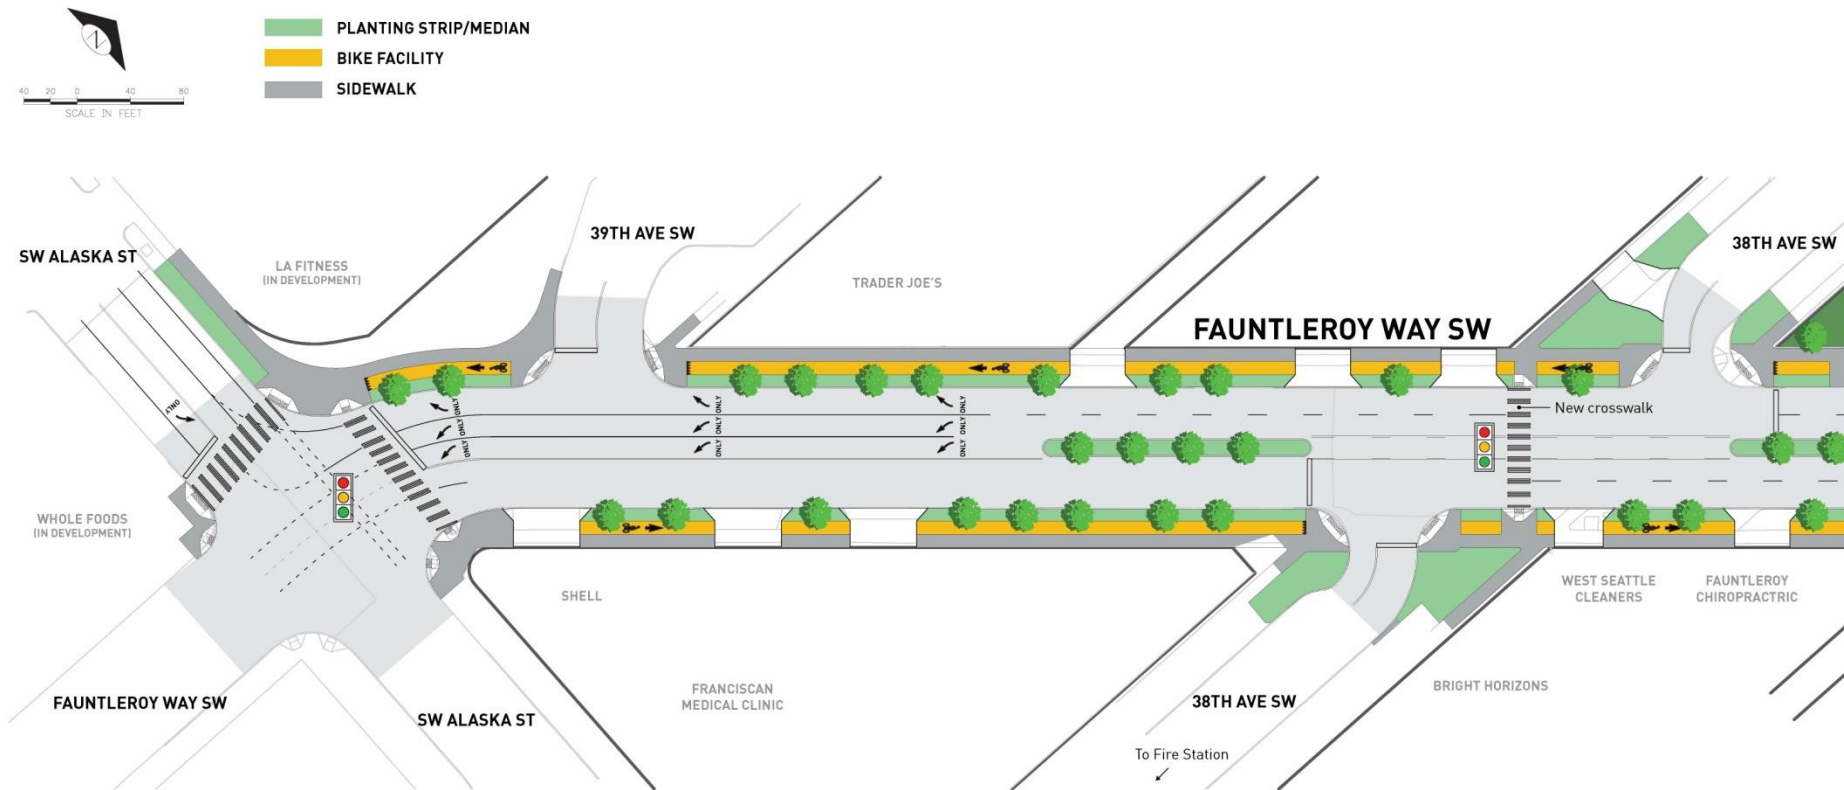 PLANTING STRIP/MEDIAN
BIKE FACILITY
SIDEWALK
N
40 20 0 40 80
SCALE IN FEET
SW ALASKA ST
LA FITNESS
(IN DEVELOPMENT)
39TH AVE SW
TRADER JOE'S
FAUNTLEROY WAY SW
38TH AVE SW
ONLY
ONLY
ONLY
ONLY
ONLY
ONLY
ONLY
ONLY
ONLY
ONLY
New crosswalk
WHOLE FOODS
(IN DEVELOPMENT)
SHELL
WEST SEATTLE
CLEANERS
FAUNTLEROY
CHIROPRACTRIC
FAUNTLEROY WAY SW
SW ALASKA ST
FRANCISCAN
MEDICAL CLINIC
38TH AVE SW
BRIGHT HORIZONS
To Fire Station